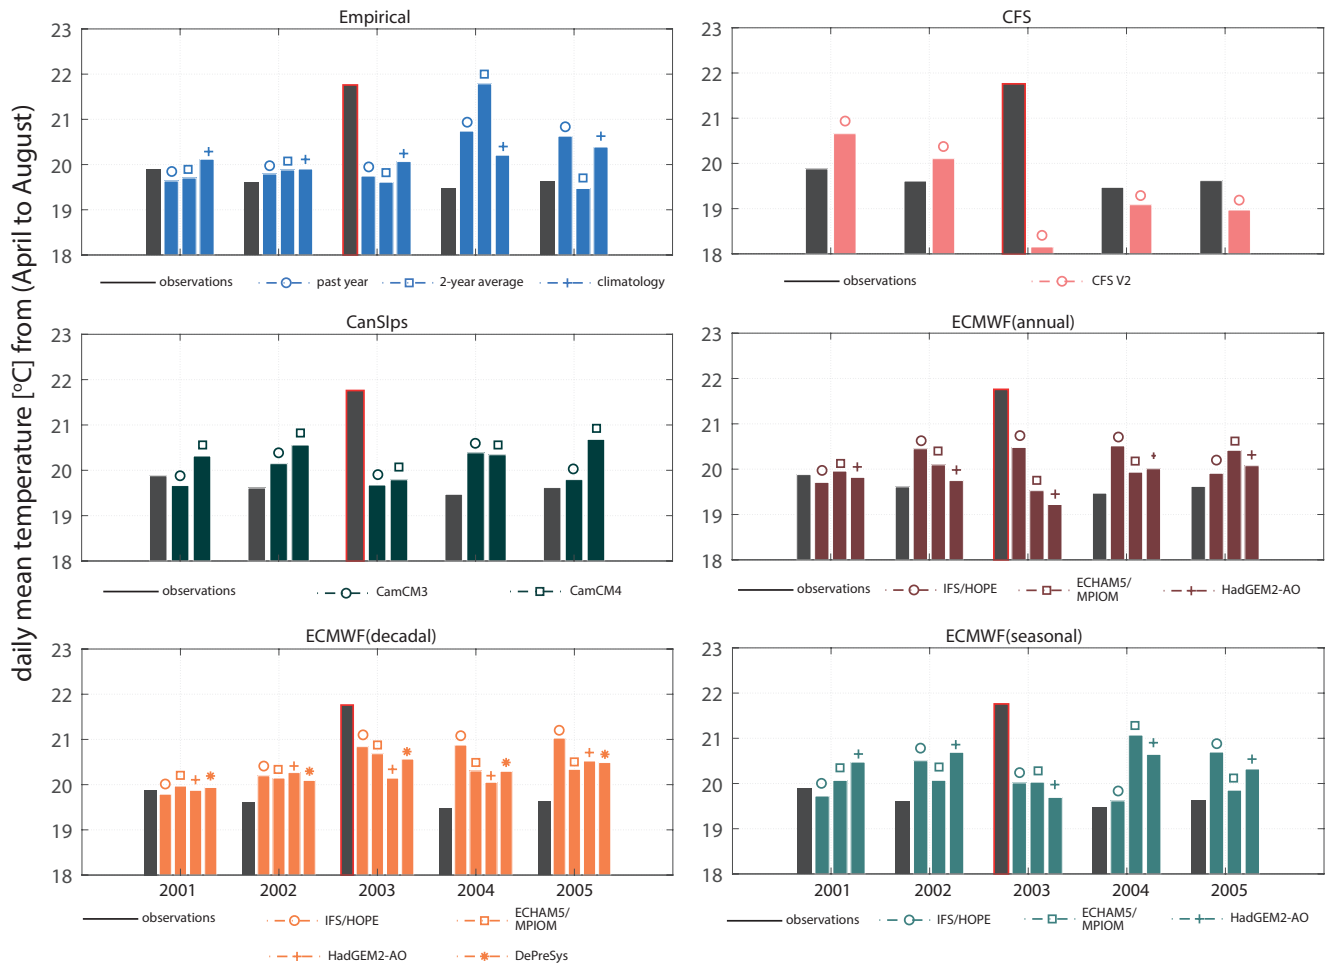 daily mean temperature [°C] from (April to August)
Empirical
23
22
21
20
19
18
observations
past year
2-year average
climatology
CFS
23
22
21
20
19
18
observations
CFS V2
CanSIps
23
22
21
20
19
18
observations
CamCM3
CamCM4
ECMWF(annual)
23
22
21
20
19
18
observations
IFS/HOPE
ECHAM5/
MPIOM
HadGEM2-AO
ECMWF(decadal)
23
22
21
20
19
18
2001 2002 2003 2004 2005
observations
IFS/HOPE
ECHAM5/
MPIOM
HadGEM2-AO
DePreSys
ECMWF(seasonal)
23
22
21
20
19
18
2001 2002 2003 2004 2005
observations
IFS/HOPE
ECHAM5/
MPIOM
HadGEM2-AO